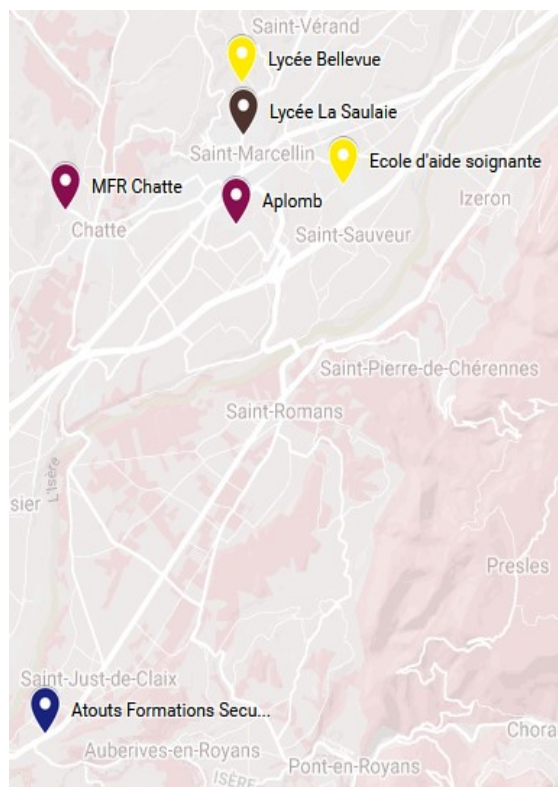 Saint-Vérand
Lycée Bellevue
Lycée La Saulaie
Saint-Marcellin
Ecole d'aide soignante
MFR Chatte
Aplomb
Izeron
Chatte
Saint-Sauveur
Saint-Pierre-de-Chérennes
Saint-Romans
L'Isère
sier
Presles
Saint-Just-de-Claix
Atouts Formations Secu...
Chora
Auberives-en-Royans
Pont-en-Royans
ISÈRE